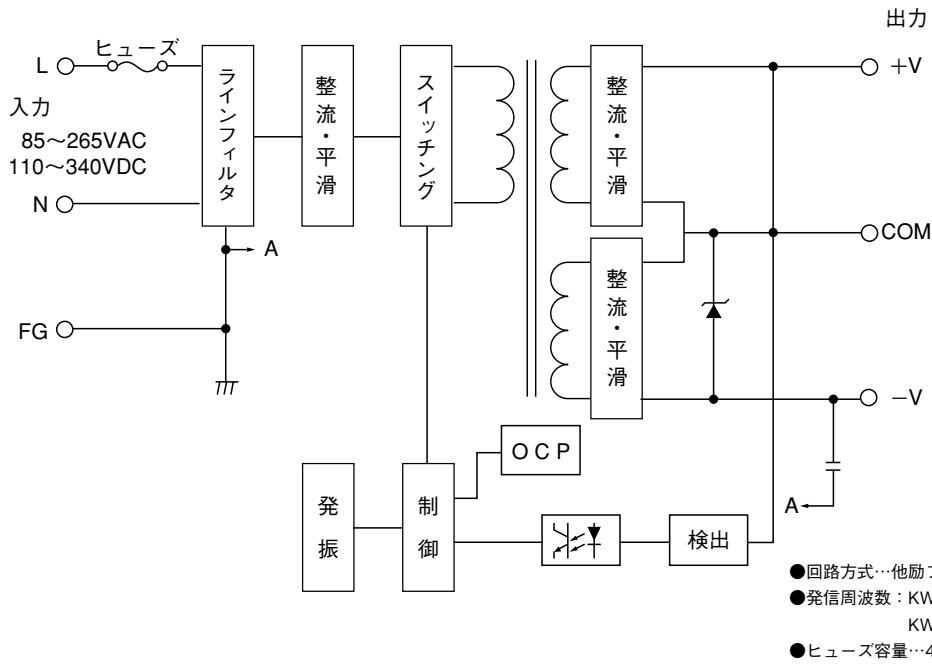 出力
L
ヒューズ
入力
85～265VAC
110～340VDC
N
FG
ラインフィルタ
整流・平滑
スイッチング
整流・平滑
整流・平滑
+V
COM
−V
A
OCP
発振
制御
検出
A
●回路方式…他励
●発信周波数：KW
KW
●ヒューズ容量…4